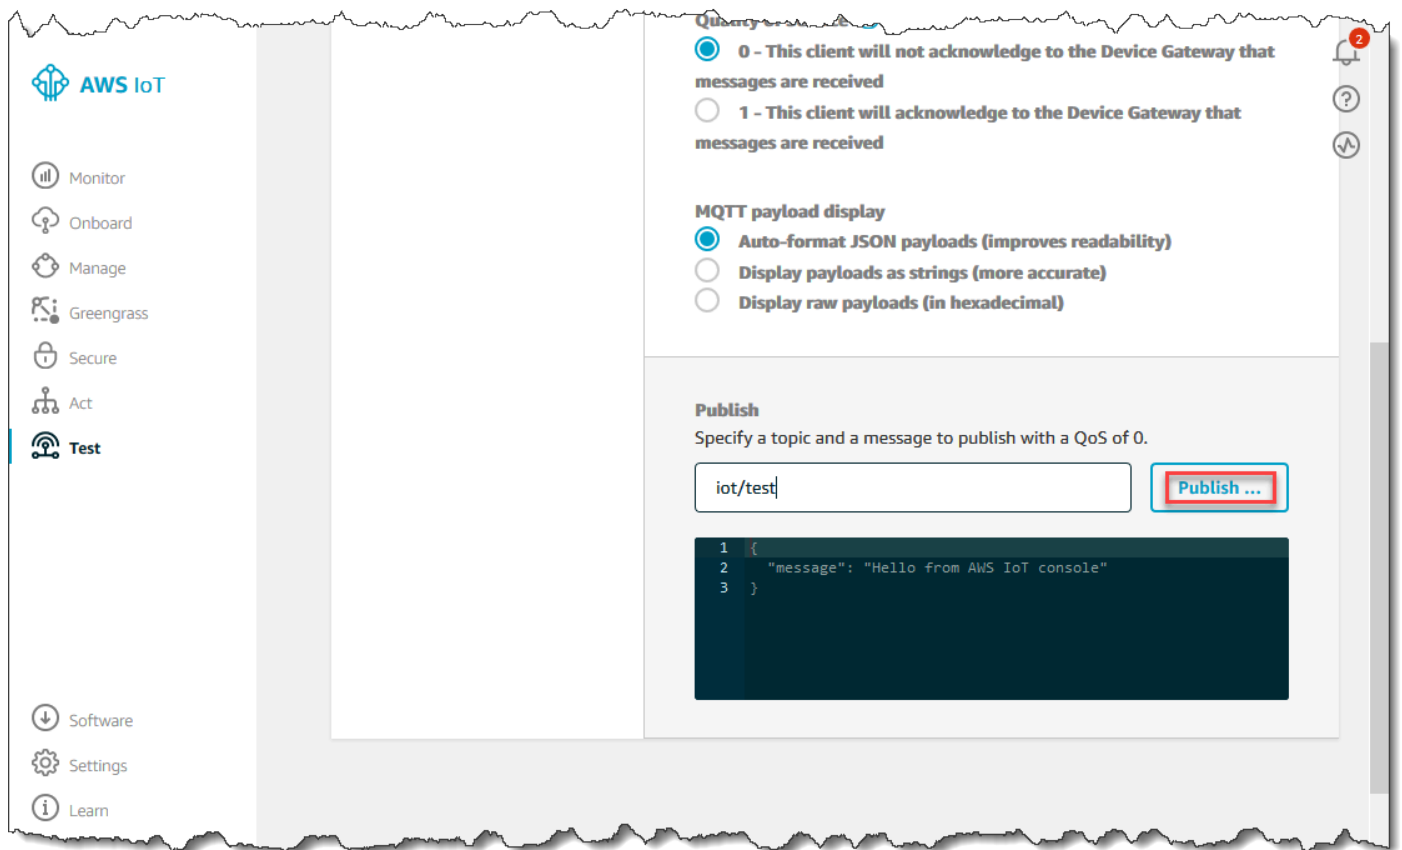 AWS IoT
Monitor
Onboard
Manage
Greengrass
Secure
Act
Test
Software
Settings
Learn
Quality of Service
0 - This client will not acknowledge to the Device Gateway that
messages are received
1 - This client will acknowledge to the Device Gateway that
messages are received
MQTT payload display
Auto-format JSON payloads (improves readability)
Display payloads as strings (more accurate)
Display raw payloads (in hexadecimal)
Publish
Specify a topic and a message to publish with a QoS of 0.
iot/test
Publish ...
1 {
2 "message": "Hello from AWS IoT console"
3 }
2